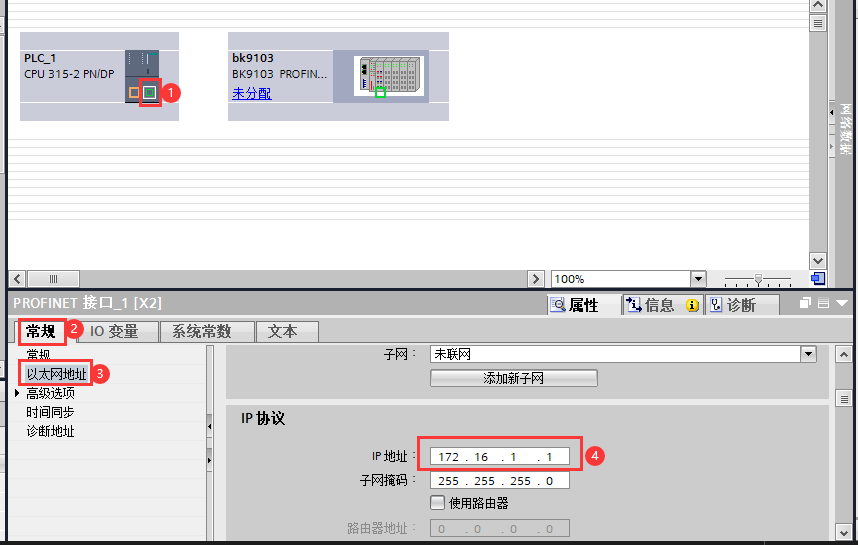 PLC_1
CPU 315-2 PN/DP
1
bk9103
BK9103 PROFIN...
未分配
网络数据
100%
PROFINET 接口_1 [X2]
属性
信息
诊断
常规
2
IO 变量
系统常数
文本
常规
以太网地址
3
高级选项
时间同步
诊断地址
子网：
未联网
添加新子网
IP 协议
IP 地址：
172 . 16 . 1 . 1
4
子网掩码：
255 . 255 . 255 . 0
使用路由器
路由器地址：
0 . 0 . 0 . 0